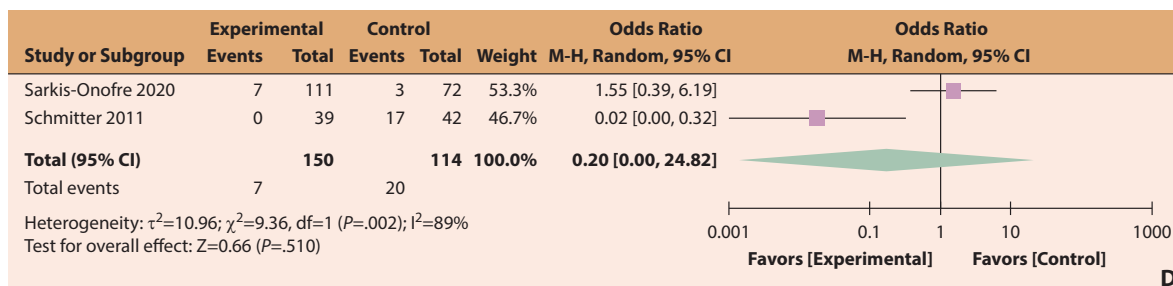 Experimental Control Odds Ratio Odds Ratio
Study or Subgroup Events Total Events Total Weight M-H, Random, 95% CI M-H, Random, 95% CI
Sarkis-Onofre 2020 7 111 3 72 53.3% 1.55 [0.39, 6.19]
Schmitter 2011 0 39 17 42 46.7% 0.02 [0.00, 0.32]
Total (95% CI) 150 114 100.0% 0.20 [0.00, 24.82]
Total events 7 20
Heterogeneity: τ²=10.96; χ²=9.36, df=1 (P=.002); I²=89%
Test for overall effect: Z=0.66 (P=.510)
0.001 0.1 1 10 1000
Favors [Experimental] Favors [Control]
D